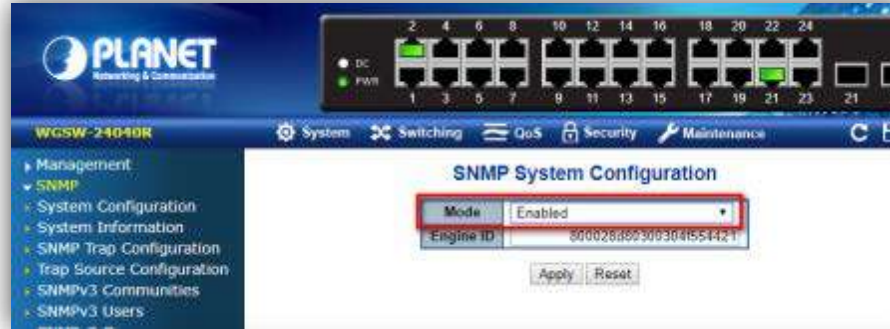 PLANET
Networking & Communication
2 4 6 8 10 12 14 16 18 20 22 24
DC
PWR
1 3 5 7 9 11 13 15 17 19 21 23 21
WGSW-24040R
System Switching QoS Security Maintenance
Management
SNMP
System Configuration
System Information
SNMP Trap Configuration
Trap Source Configuration
SNMPv3 Communities
SNMPv3 Users
SNMP System Configuration
Mode Enabled
Engine ID
Apply Reset